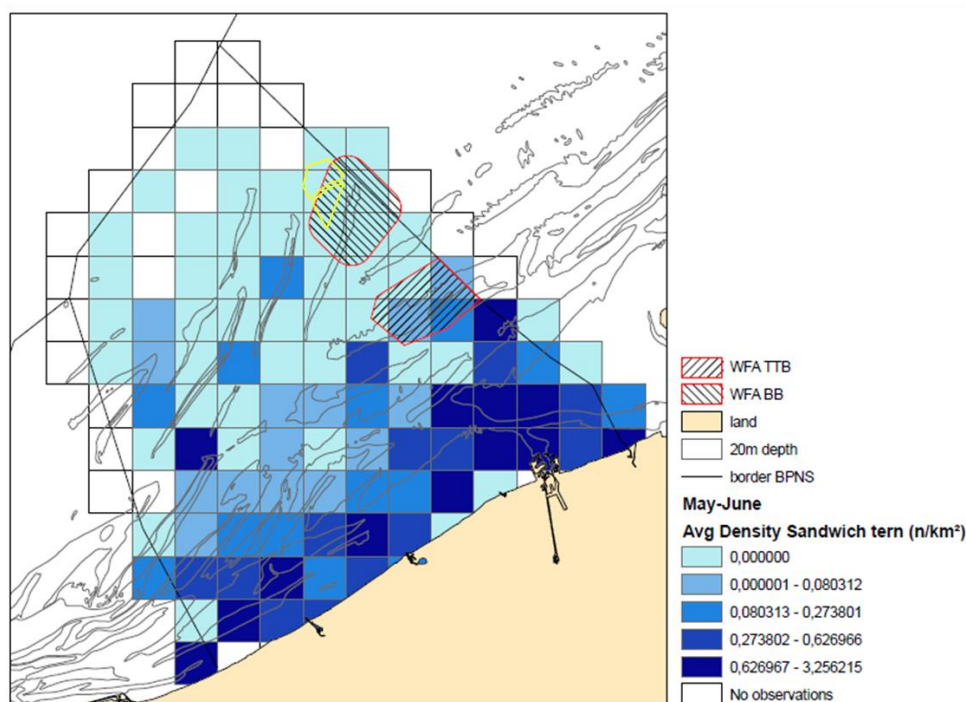 WFA TTB
WFA BB
land
20m depth
border BPNS
May-June
Avg Density Sandwich tern (n/km²)
0,000000
0,000001 - 0,080312
0,080313 - 0,273801
0,273802 - 0,626966
0,626967 - 3,256215
No observations